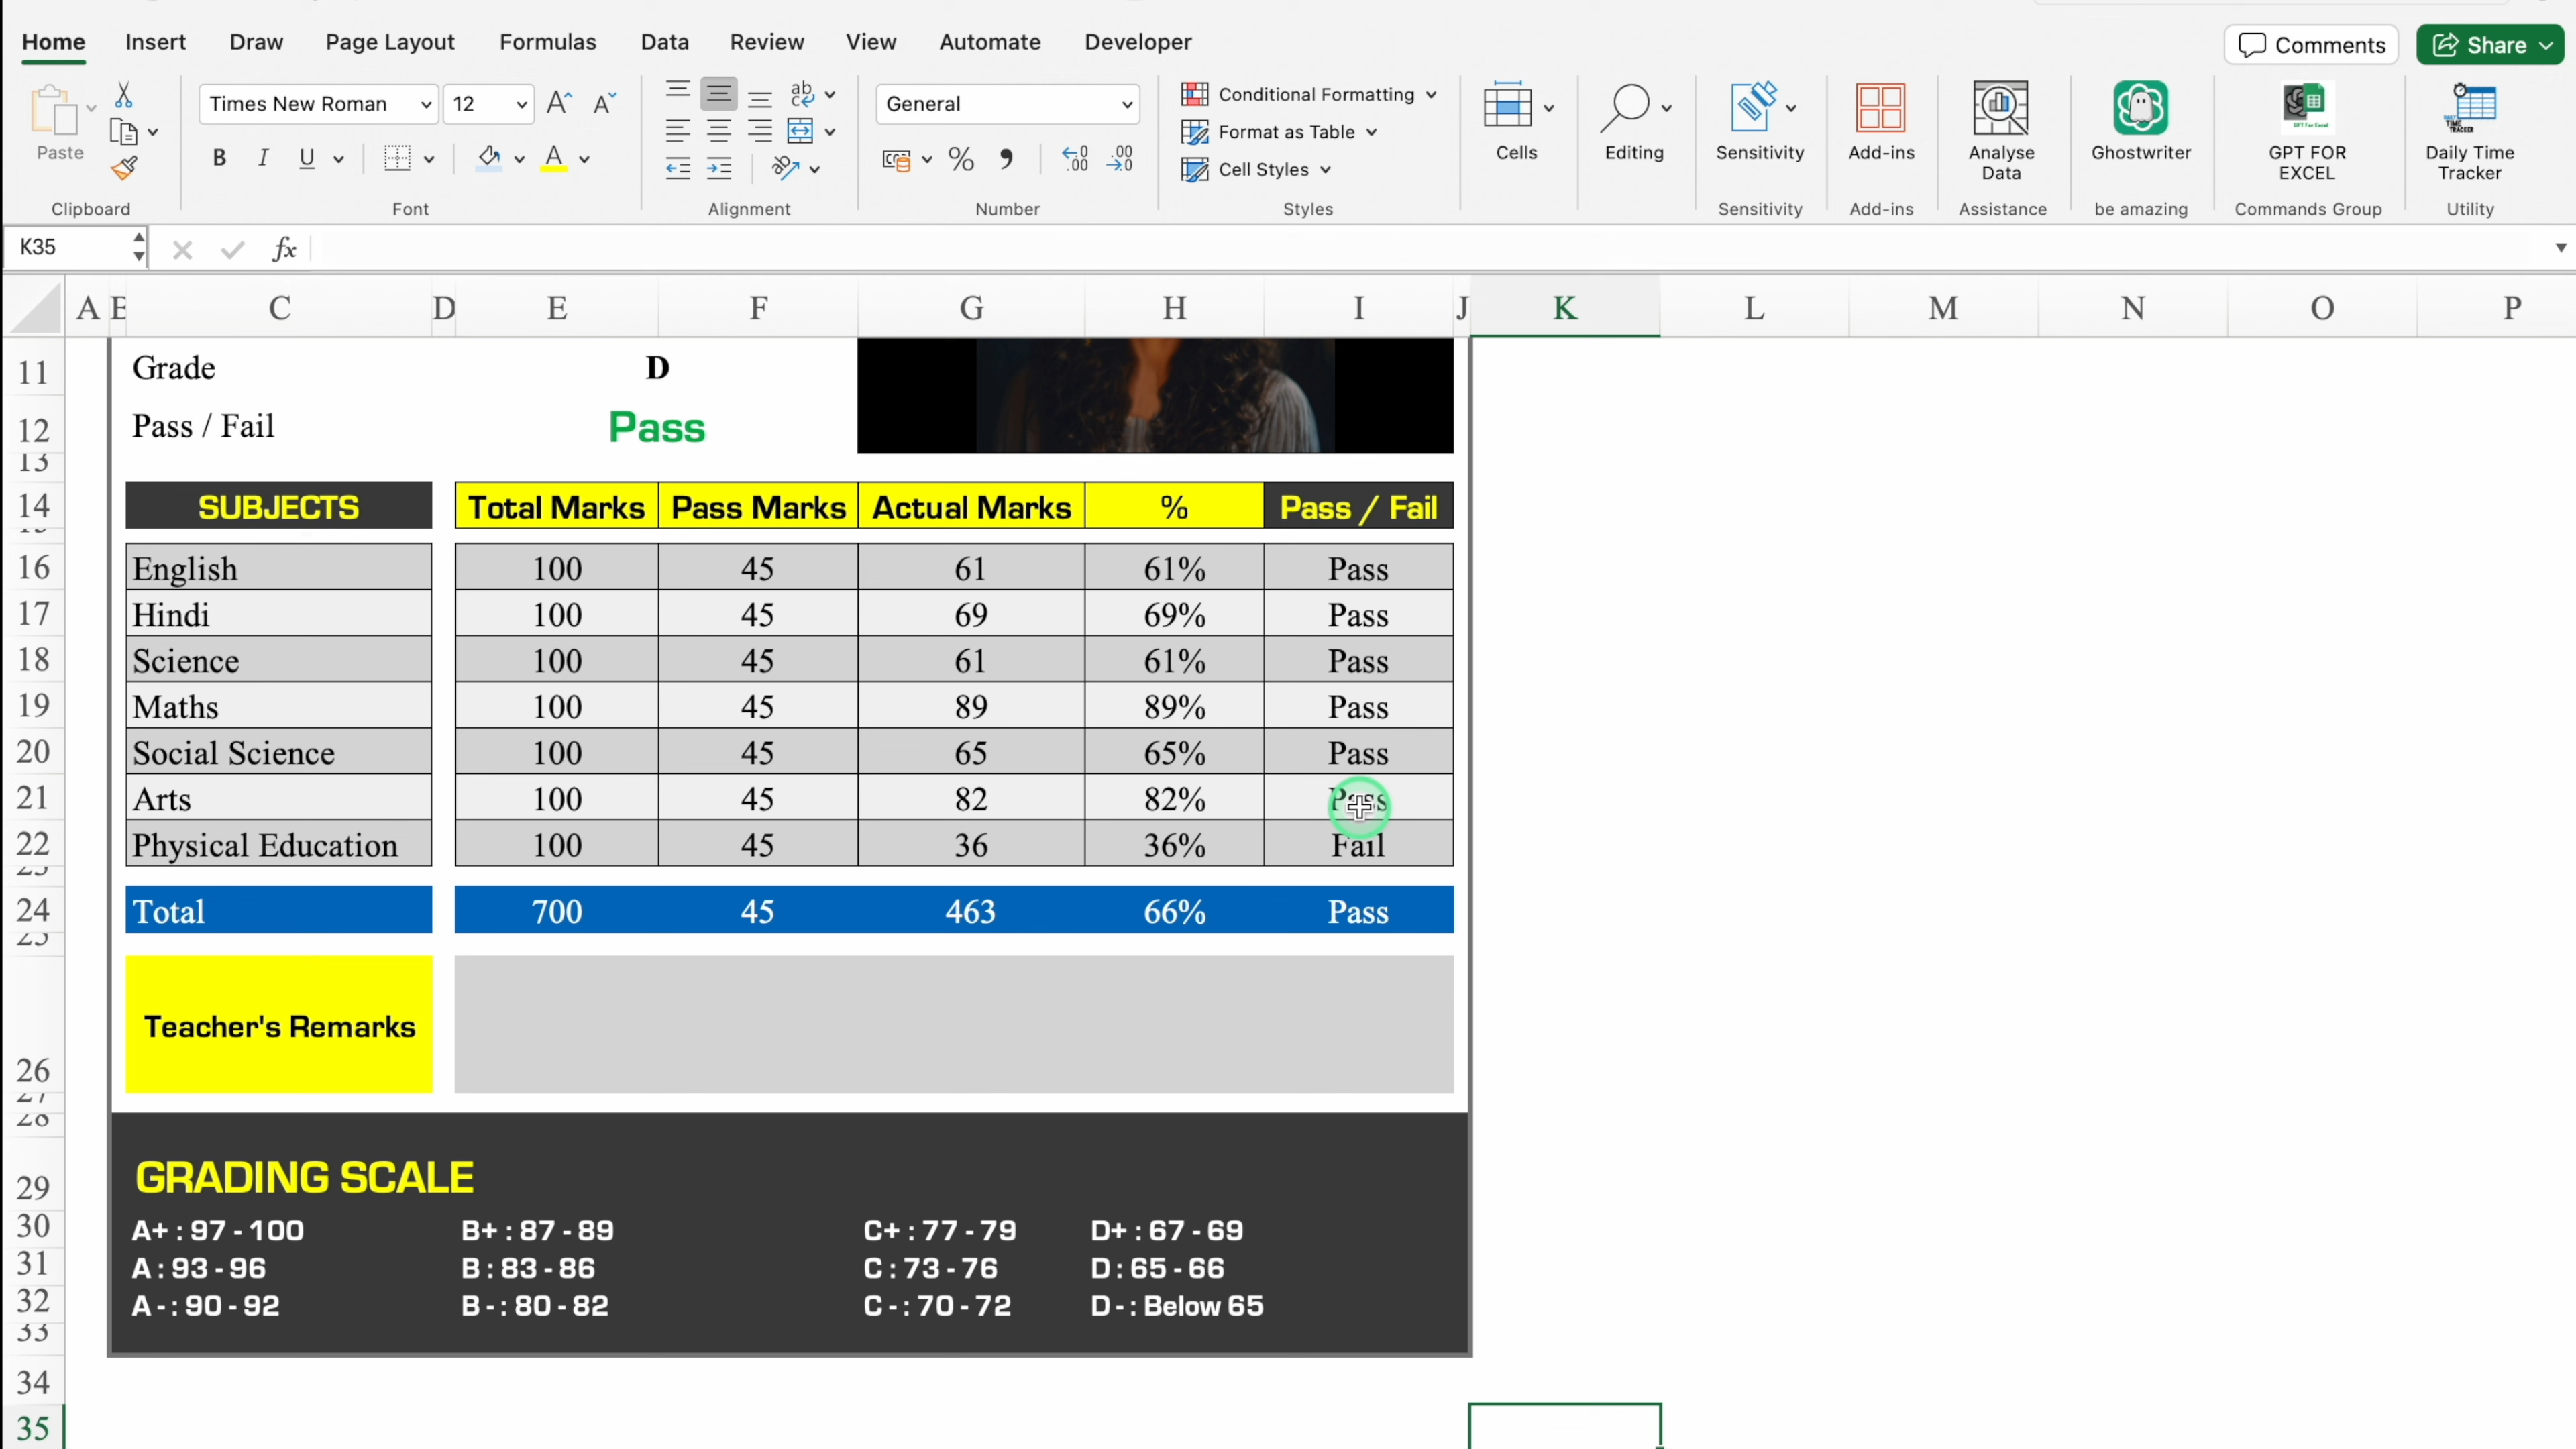 Home Insert Draw Page Layout Formulas Data Review View Automate Developer Comments Share
Paste Times New Roman 12 General Conditional Formatting Format as Table Cell Styles Cells Editing Sensitivity Add-ins Analyse Data Ghostwriter GPT FOR EXCEL Daily Time Tracker
Clipboard Font Alignment Number Styles Sensitivity Add-ins Assistance be amazing Commands Group Utility
K35 fx
A B C D E F G H I J K L M N O P
11 Grade D
12 Pass / Fail Pass
13
14 SUBJECTS Total Marks Pass Marks Actual Marks % Pass / Fail
16 English 100 45 61 61% Pass
17 Hindi 100 45 69 69% Pass
18 Science 100 45 61 61% Pass
19 Maths 100 45 89 89% Pass
20 Social Science 100 45 65 65% Pass
21 Arts 100 45 82 82% Pass
22 Physical Education 100 45 36 36% Fail
24 Total 700 45 463 66% Pass
Teacher's Remarks
26
28
29 GRADING SCALE
30 A+ : 97 - 100 B+ : 87 - 89 C+ : 77 - 79 D+ : 67 - 69
31 A : 93 - 96 B : 83 - 86 C : 73 - 76 D : 65 - 66
32 A - : 90 - 92 B - : 80 - 82 C - : 70 - 72 D - : Below 65
33
34
35